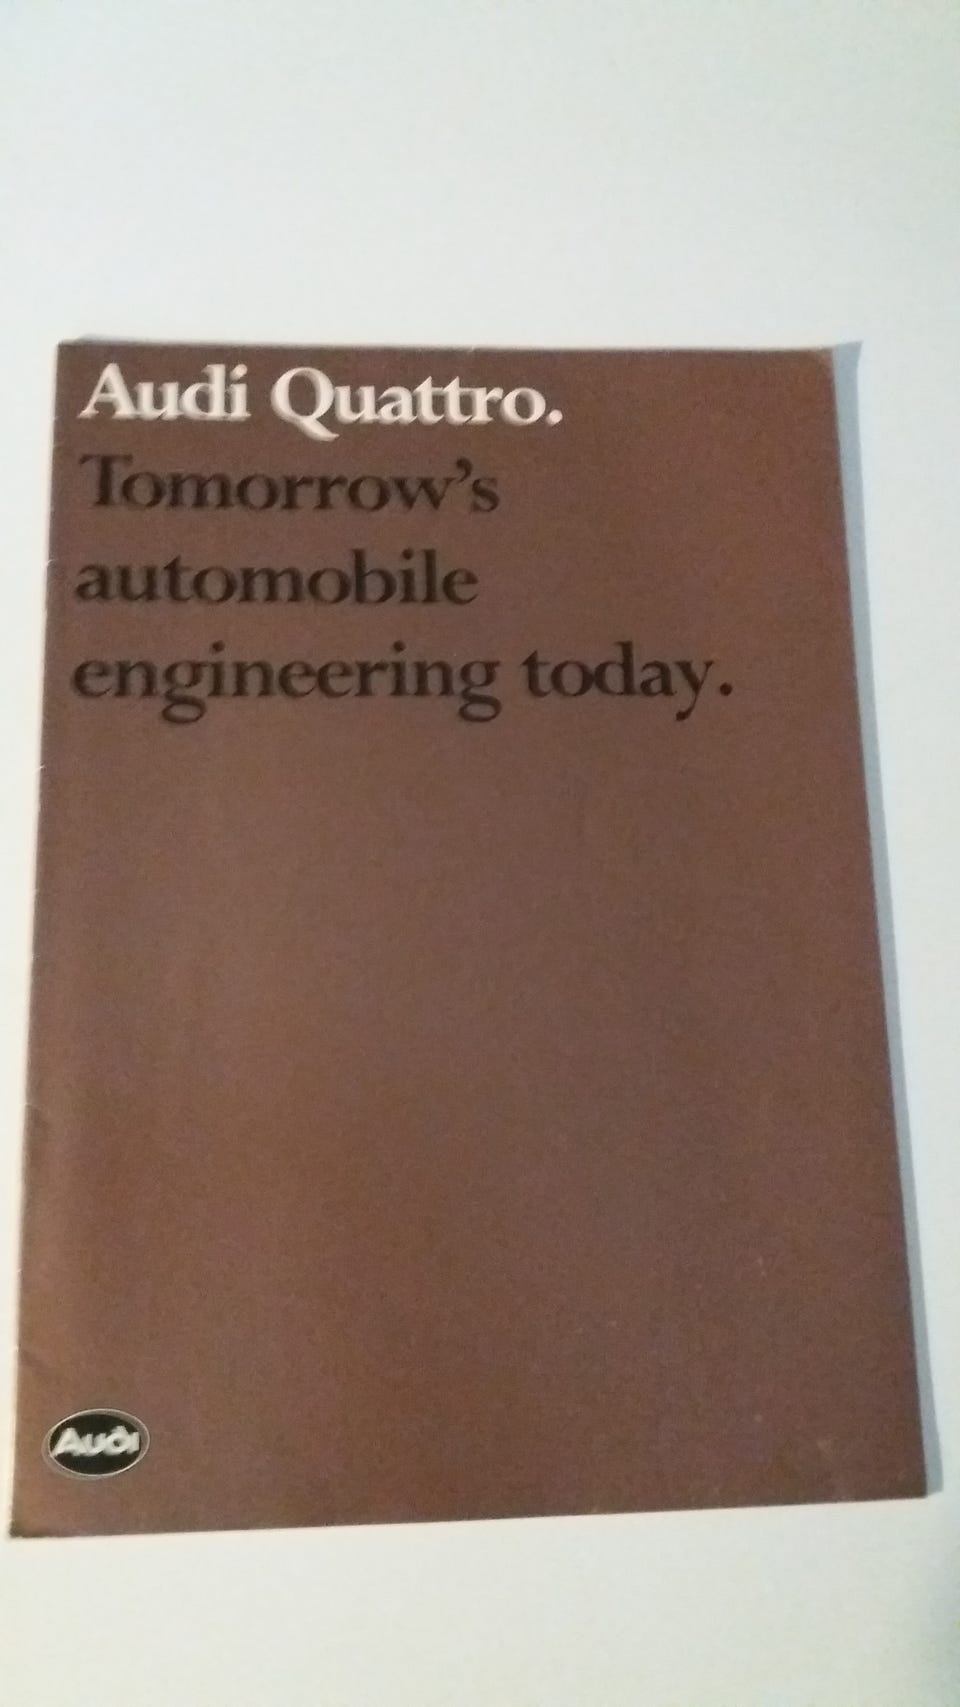 Audi Quattro.
Tomorrow's
automobile
engineering today.
Audi